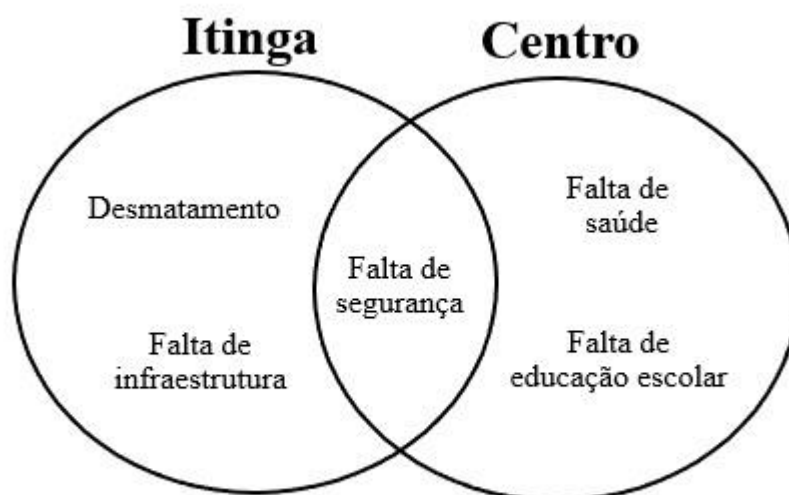 Itinga
Centro
Desmatamento
Falta de
infraestrutura
Falta de
segurança
Falta de
saúde
Falta de
educação escolar